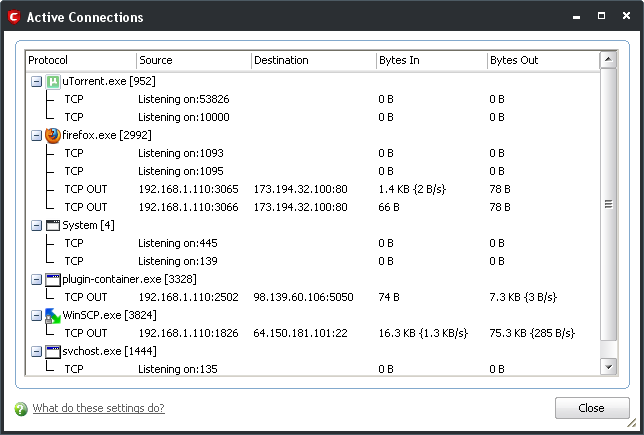 Active Connections
Protocol Source Destination Bytes In Bytes Out
uTorrent.exe [952]
TCP Listening on:53826 0 B 0 B
TCP Listening on:10000 0 B 0 B
firefox.exe [2992]
TCP Listening on:1093 0 B 0 B
TCP Listening on:1095 0 B 0 B
TCP OUT 192.168.1.110:3065 173.194.32.100:80 1.4 KB {2 B/s} 78 B
TCP OUT 192.168.1.110:3066 173.194.32.100:80 66 B 78 B
System [4]
TCP Listening on:445 0 B 0 B
TCP Listening on:139 0 B 0 B
plugin-container.exe [3328]
TCP OUT 192.168.1.110:2502 98.139.60.106:5050 74 B 7.3 KB {3 B/s}
WinSCP.exe [3824]
TCP OUT 192.168.1.110:1826 64.150.181.101:22 16.3 KB {1.3 KB/s} 75.3 KB {285 B/s}
svchost.exe [1444]
TCP Listening on:135 0 B 0 B
What do these settings do?
Close